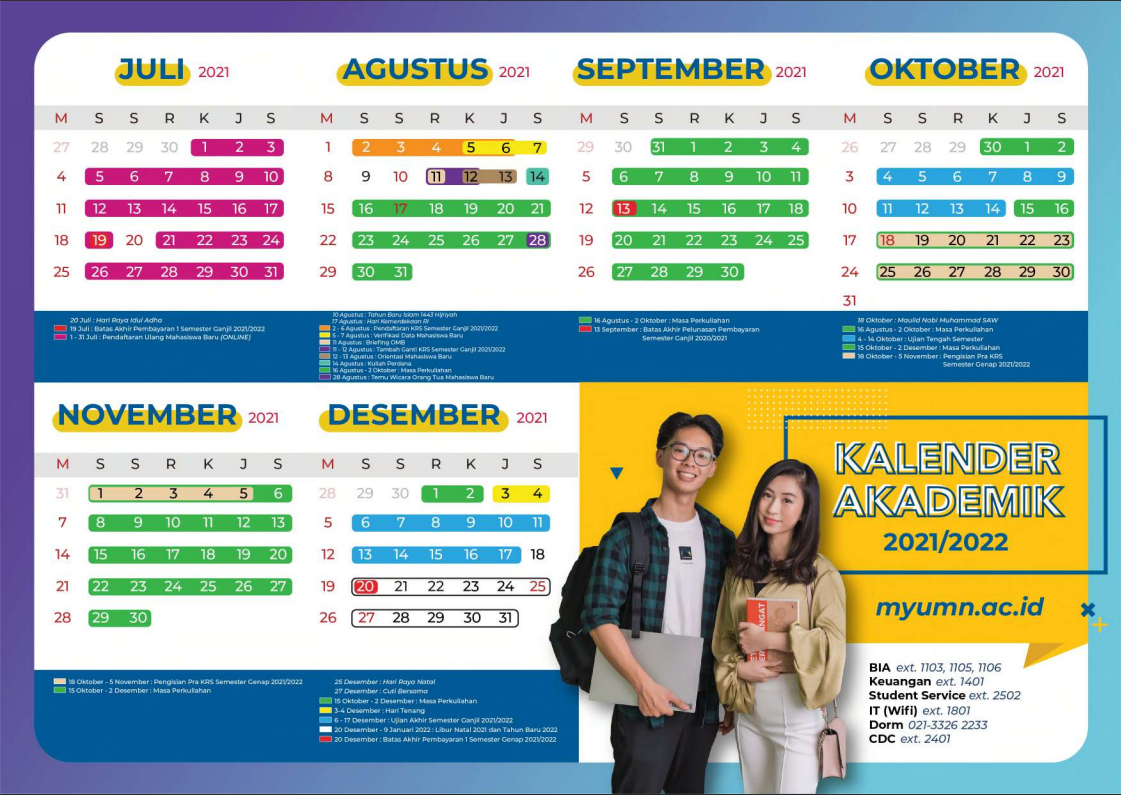 JULI 2021
M S S R K J S
27 28 29 30 1 2 3
4 5 6 7 8 9 10
11 12 13 14 15 16 17
18 19 20 21 22 23 24
25 26 27 28 29 30 31
20 Juli : Hari Raya Idul Adha
19 Juli : Batas Akhir Pembayaran 1 Semester Ganjil 2021/2022
1 - 31 Juli : Pendaftaran Ulang Mahasiswa Baru (ONLINE)
AGUSTUS 2021
M S S R K J S
1 2 3 4 5 6 7
8 9 10 11 12 13 14
15 16 17 18 19 20 21
22 23 24 25 26 27 28
29 30 31
10 Agustus : Tahun Baru Islam 1443 Hijriyah
17 Agustus : Hari Kemerdekaan RI
2 - 6 Agustus : Pendaftaran KRS Semester Ganjil 2021/2022
5 - 7 Agustus : Verifikasi Data Mahasiswa Baru
11 Agustus : Briefing OMB
11 - 12 Agustus : Tambah Ganti KRS Semester Ganjil 2021/2022
12 - 13 Agustus : Orientasi Mahasiswa Baru
14 Agustus : Kuliah Perdana
16 Agustus - 2 Oktober : Masa Perkuliahan
28 Agustus : Temu Wicara Orang Tua Mahasiswa Baru
SEPTEMBER 2021
M S S R K J S
29 30 31 1 2 3 4
5 6 7 8 9 10 11
12 13 14 15 16 17 18
19 20 21 22 23 24 25
26 27 28 29 30
16 Agustus - 2 Oktober : Masa Perkuliahan
13 September : Batas Akhir Pelunasan Pembayaran
Semester Ganjil 2020/2021
OKTOBER 2021
M S S R K J S
26 27 28 29 30 1 2
3 4 5 6 7 8 9
10 11 12 13 14 15 16
17 18 19 20 21 22 23
24 25 26 27 28 29 30
31
18 Oktober : Maulid Nabi Muhammad SAW
16 Agustus - 2 Oktober : Masa Perkuliahan
4 - 14 Oktober : Ujian Tengah Semester
15 Oktober - 2 Desember : Masa Perkuliahan
18 Oktober - 5 November : Pengisian Pra KRS
Semester Genap 2021/2022
NOVEMBER 2021
M S S R K J S
31 1 2 3 4 5 6
7 8 9 10 11 12 13
14 15 16 17 18 19 20
21 22 23 24 25 26 27
28 29 30
18 Oktober - 5 November : Pengisian Pra KRS Semester Genap 2021/2022
15 Oktober - 2 Desember : Masa Perkuliahan
DESEMBER 2021
M S S R K J S
28 29 30 1 2 3 4
5 6 7 8 9 10 11
12 13 14 15 16 17 18
19 20 21 22 23 24 25
26 27 28 29 30 31
25 Desember : Hari Raya Natal
27 Desember : Cuti Bersama
15 Oktober - 2 Desember : Masa Perkuliahan
3-4 Desember : Hari Tenang
6 - 17 Desember : Ujian Akhir Semester Ganjil 2021/2022
20 Desember - 9 Januari 2022 : Libur Natal 2021 dan Tahun Baru 2022
20 Desember : Batas Akhir Pembayaran 1 Semester Genap 2021/2022
KALENDER
AKADEMIK
2021/2022
myumn.ac.id
BIA ext. 1103, 1105, 1106
Keuangan ext. 1401
Student Service ext. 2502
IT (Wifi) ext. 1801
Dorm 021-3326 2233
CDC ext. 2401